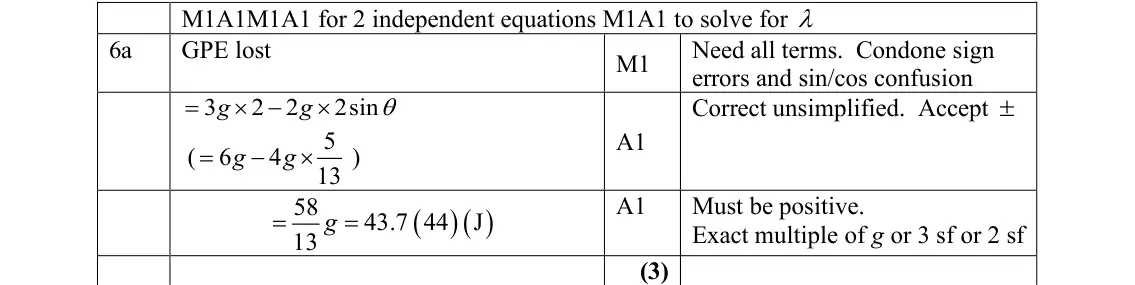 M1A1M1A1 for 2 independent equations M1A1 to solve for λ
6a GPE lost M1 Need all terms. Condone sign
errors and sin/cos confusion
= 3g × 2 − 2g × 2sin θ A1 Correct unsimplified. Accept ±
( = 6g − 4g × 5/13 )
= 58/13 g = 43.7(44)(J) A1 Must be positive.
Exact multiple of g or 3 sf or 2 sf
(3)